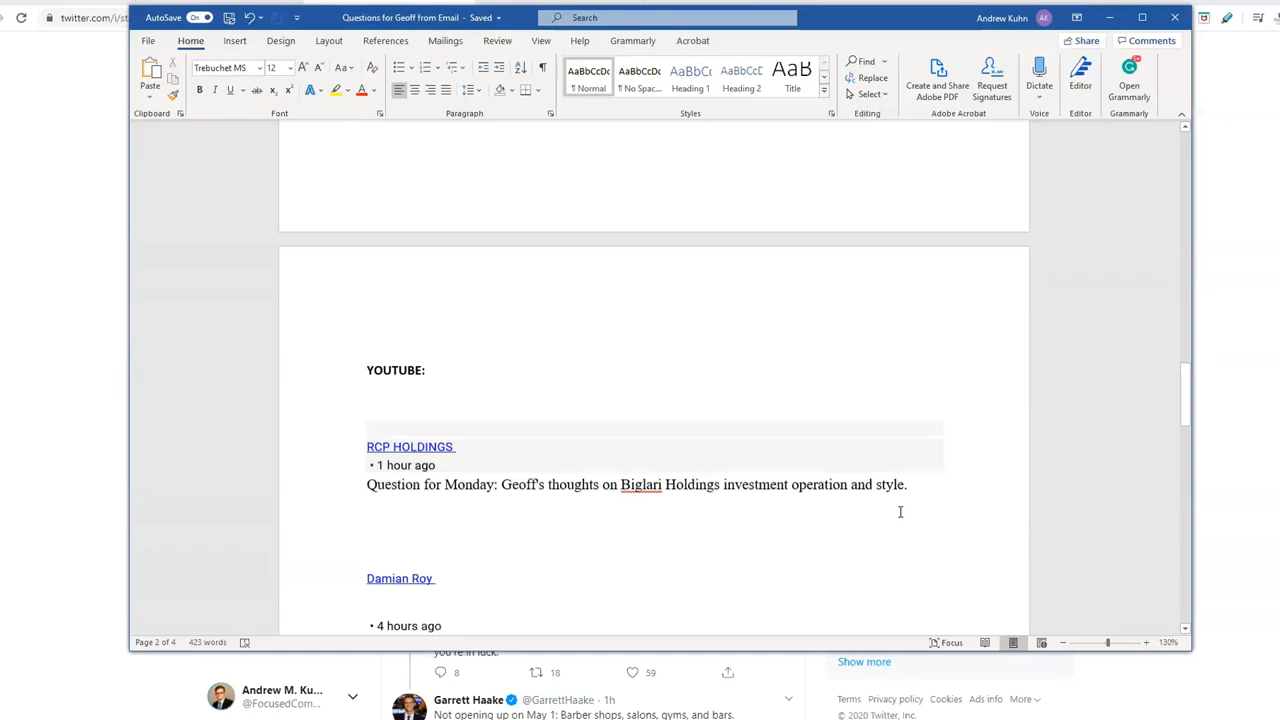 twitter.com/i/st
AutoSave On
Questions for Geoff from Email - Saved
Search
Andrew Kuhn AK
File Home Insert Design Layout References Mailings Review View Help Grammarly Acrobat Share Comments
Paste
Clipboard
Trebuchet MS 12
Font
Paragraph
AaBbCcDc ¶ Normal
AaBbCcDc ¶ No Spac...
AaBbCc Heading 1
AaBbCcD Heading 2
AaB Title
Styles
Find
Replace
Select
Editing
Create and Share Adobe PDF
Request Signatures
Adobe Acrobat
Dictate
Voice
Editor
Editor
Open Grammarly
Grammarly
YOUTUBE:
RCP HOLDINGS
• 1 hour ago
Question for Monday: Geoff's thoughts on Biglari Holdings investment operation and style.
Damian Roy
• 4 hours ago
Page 2 of 4 423 words Focus 130%
you're in luck.
8 18 59
Show more
Andrew M. Ku...
@FocusedCom...
Garrett Haake @GarrettHaake · 1h
Not opening up on May 1: Barber shops, salons, gyms, and bars.
Terms Privacy policy Cookies Ads info More
© 2020 Twitter, Inc.